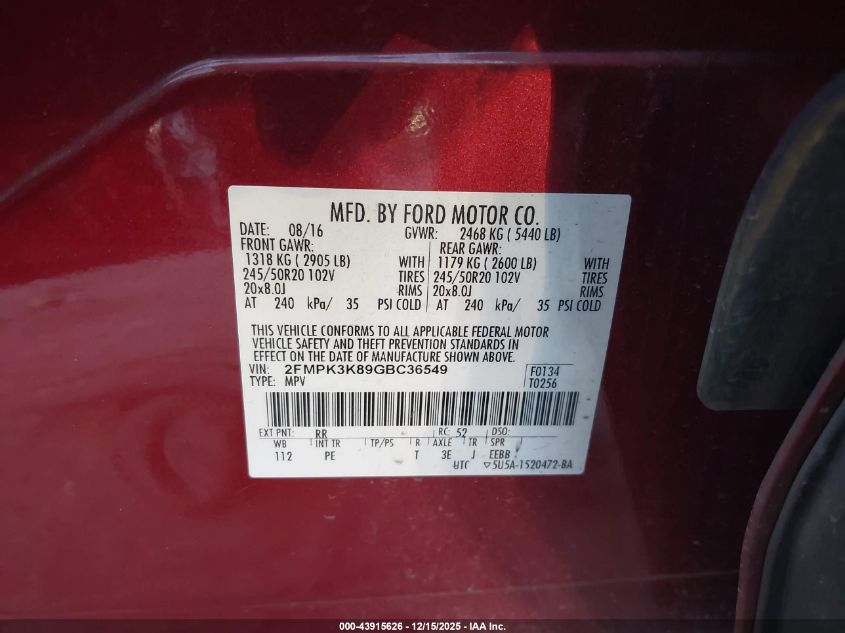 MFD. BY FORD MOTOR CO.
DATE: 08/16 GVWR: 2468 KG ( 5440 LB)
FRONT GAWR: REAR GAWR:
1318 KG ( 2905 LB) WITH 1179 KG ( 2600 LB) WITH
245/50R20 102V TIRES 245/50R20 102V TIRES
20x8.0J RIMS 20x8.0J RIMS
AT 240 kPa/ 35 PSI COLD AT 240 kPa/ 35 PSI COLD
THIS VEHICLE CONFORMS TO ALL APPLICABLE FEDERAL MOTOR
VEHICLE SAFETY AND THEFT PREVENTION STANDARDS IN
EFFECT ON THE DATE OF MANUFACTURE SHOWN ABOVE.
VIN: 2FMPK3K89GBC36549 F0134
TYPE: MPV T0256
EXT PNT: RR RC: 52 DSO:
WB INT TR TP/PS R AXLE TR SPR
112 PE T 3E J EEBB
UTC ▽5U5A-1520472-BA
000-43915626 - 12/15/2025 - IAA Inc.